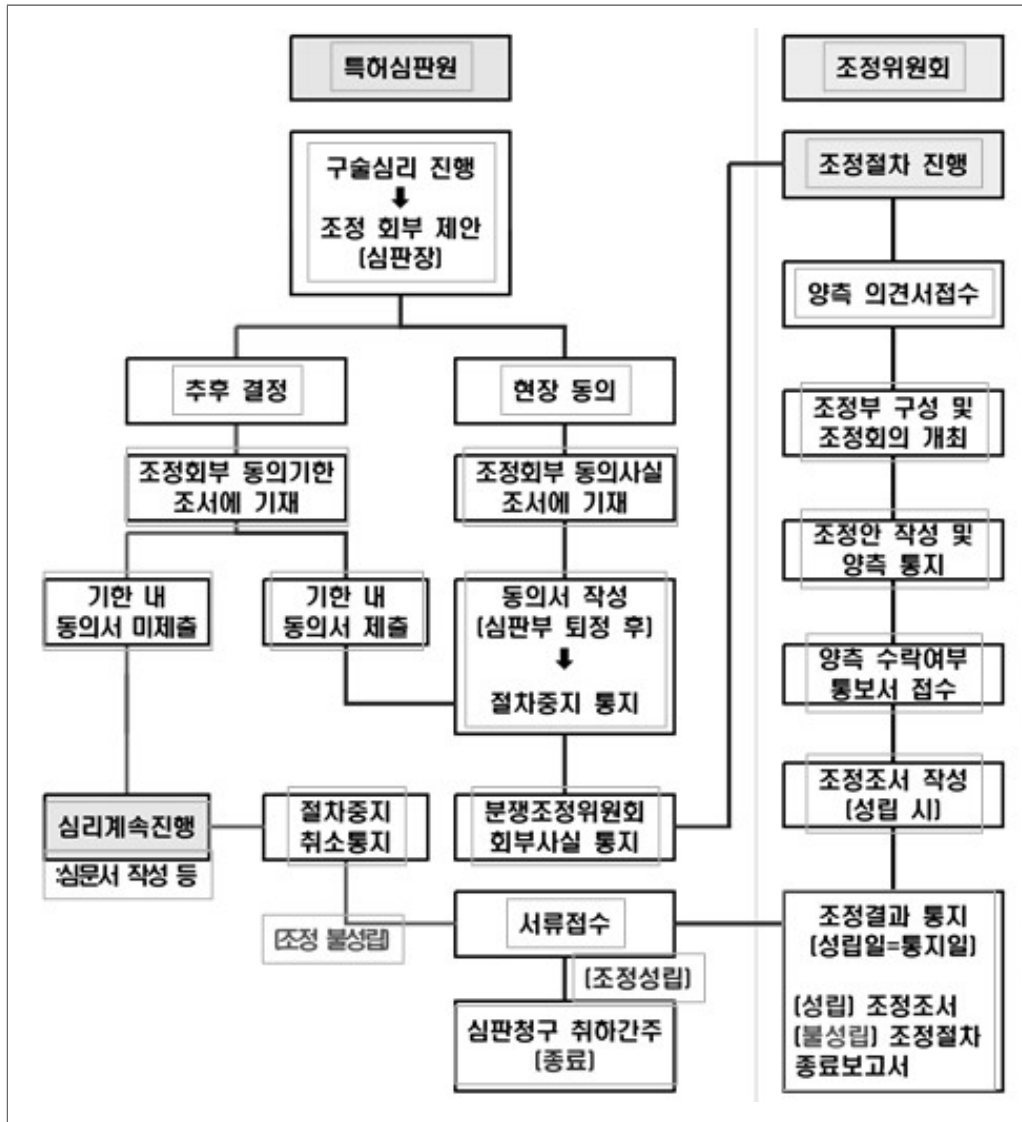 특허심판원
조정위원회
구술심리 진행
조정 회부 제안
(심판장)
조정절차 진행
양측 의견서접수
추후 결정
현장 동의
조정부 구성 및
조정회의 개최
조정회부 동의기한
조서에 기재
조정회부 동의사실
조서에 기재
조정안 작성 및
양측 통지
기한 내
동의서 미제출
기한 내
동의서 제출
동의서 작성
(심판부 퇴정 후)
절차중지 통지
양측 수락여부
통보서 접수
조정조서 작성
(성립 시)
심리계속진행
:심문서 작성 등
절차중지
취소통지
분쟁조정위원회
회부사실 통지
(조정 불성립)
서류접수
(조정성립)
심판청구 취하간주
(종료)
조정결과 통지
(성립일=통지일)
(성립) 조정조서
(불성립) 조정절차
종료보고서